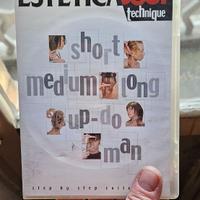 ESTETICA
technique
short
medium long
up-do
man
step by step